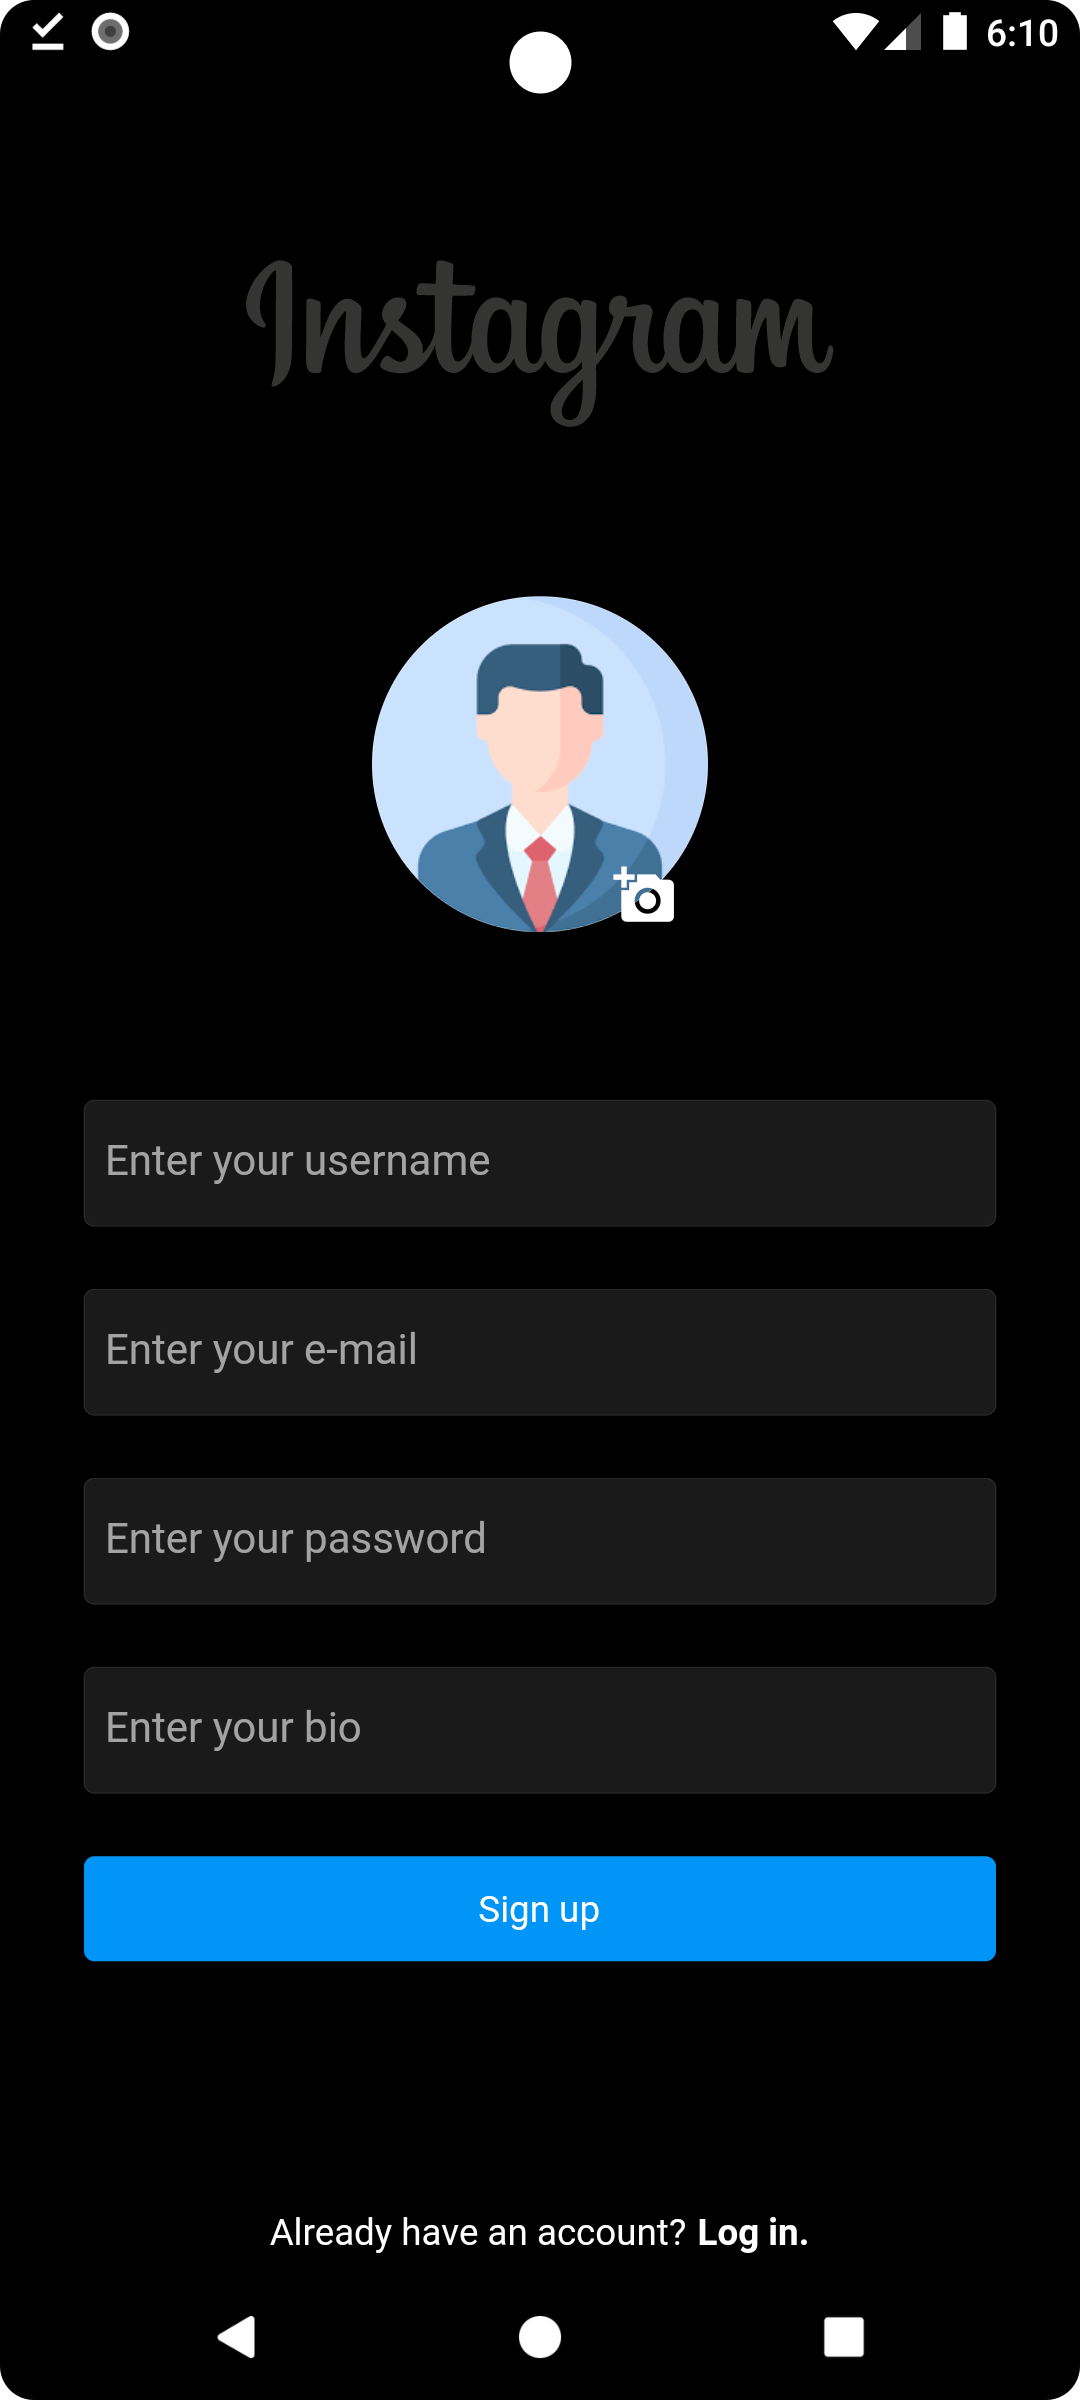 6:10
Instagram
Enter your username
Enter your e-mail
Enter your password
Enter your bio
Sign up
Already have an account? Log in.